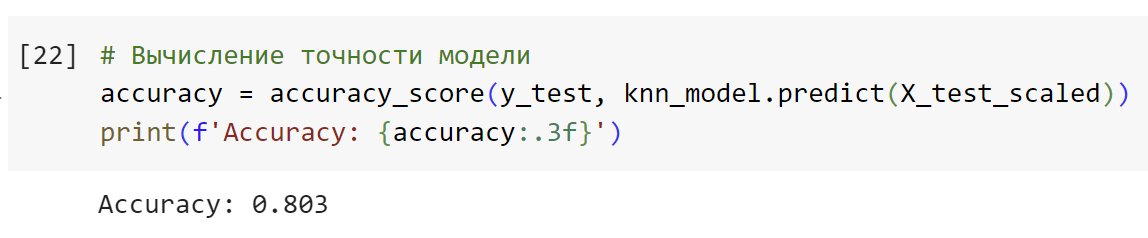 [22] # Вычисление точности модели
accuracy = accuracy_score(y_test, knn_model.predict(X_test_scaled))
print(f'Accuracy: {accuracy:.3f}')
Accuracy: 0.803